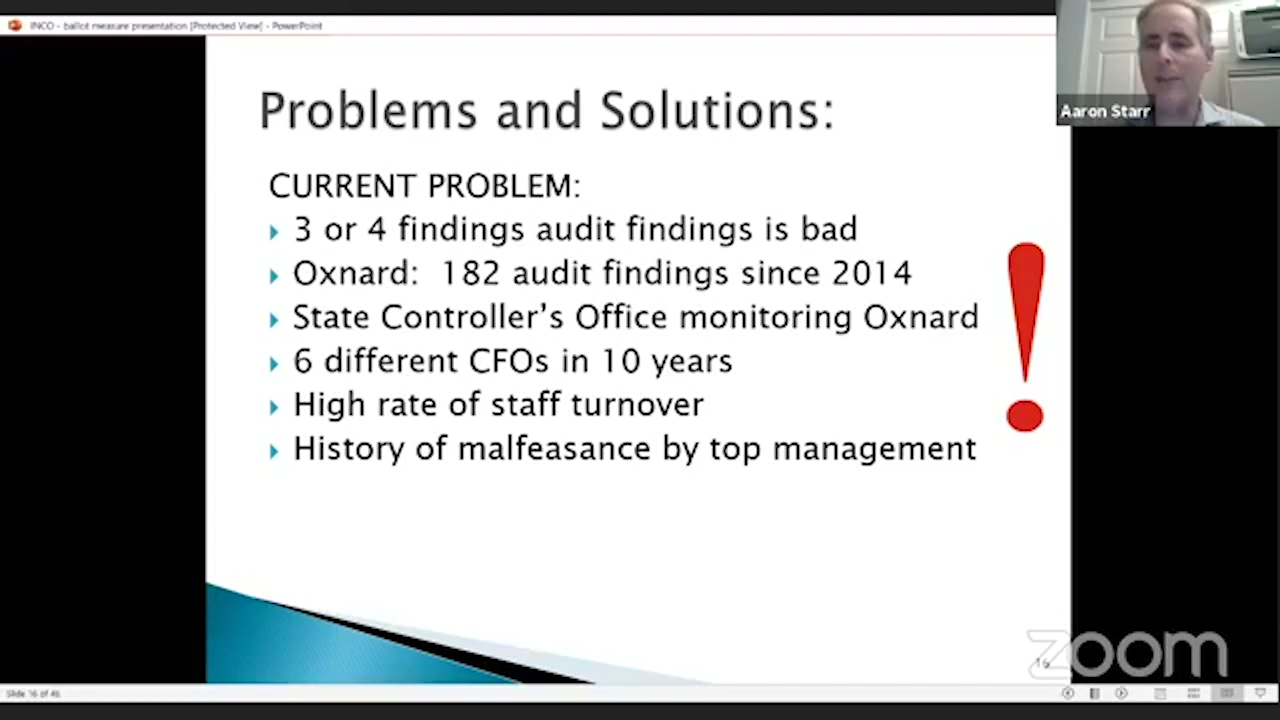 INCO - ballot measure presentation [Protected View] - PowerPoint
Aaron Starr
Problems and Solutions:
CURRENT PROBLEM:
3 or 4 findings audit findings is bad
Oxnard: 182 audit findings since 2014
State Controller's Office monitoring Oxnard
6 different CFOs in 10 years
High rate of staff turnover
History of malfeasance by top management
!
16
zoom
Slide 16 of 46